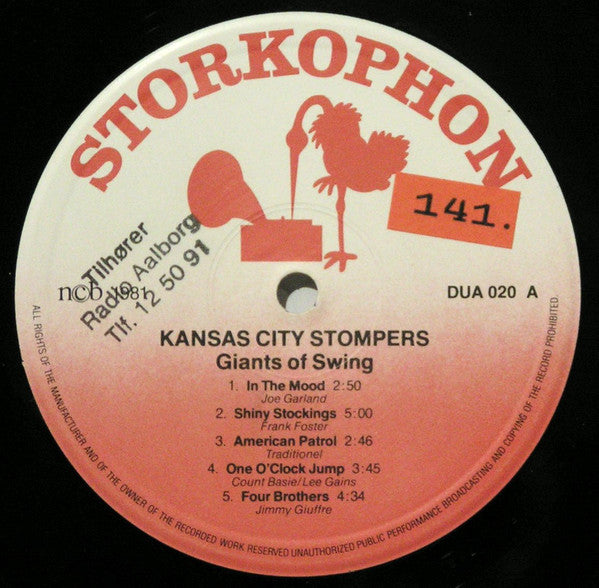 STORKOPHON
141.
Tilhører
Radio Aalborg
Tlf. 12 50 91
n©b 1981
DUA 020 A
KANSAS CITY STOMPERS
Giants of Swing
1. In The Mood 2:50
Joe Garland
2. Shiny Stockings 5:00
Frank Foster
3. American Patrol 2:46
Traditionel
4. One O'Clock Jump 3:45
Count Basie/Lee Gains
5. Four Brothers 4:34
Jimmy Giuffre
ALL RIGHTS OF THE MANUFACTURER AND OF THE OWNER OF THE RECORDED WORK RESERVED UNAUTHORIZED PUBLIC PERFORMANCE BROADCASTING AND COPYING OF THE RECORD PROHIBITED.